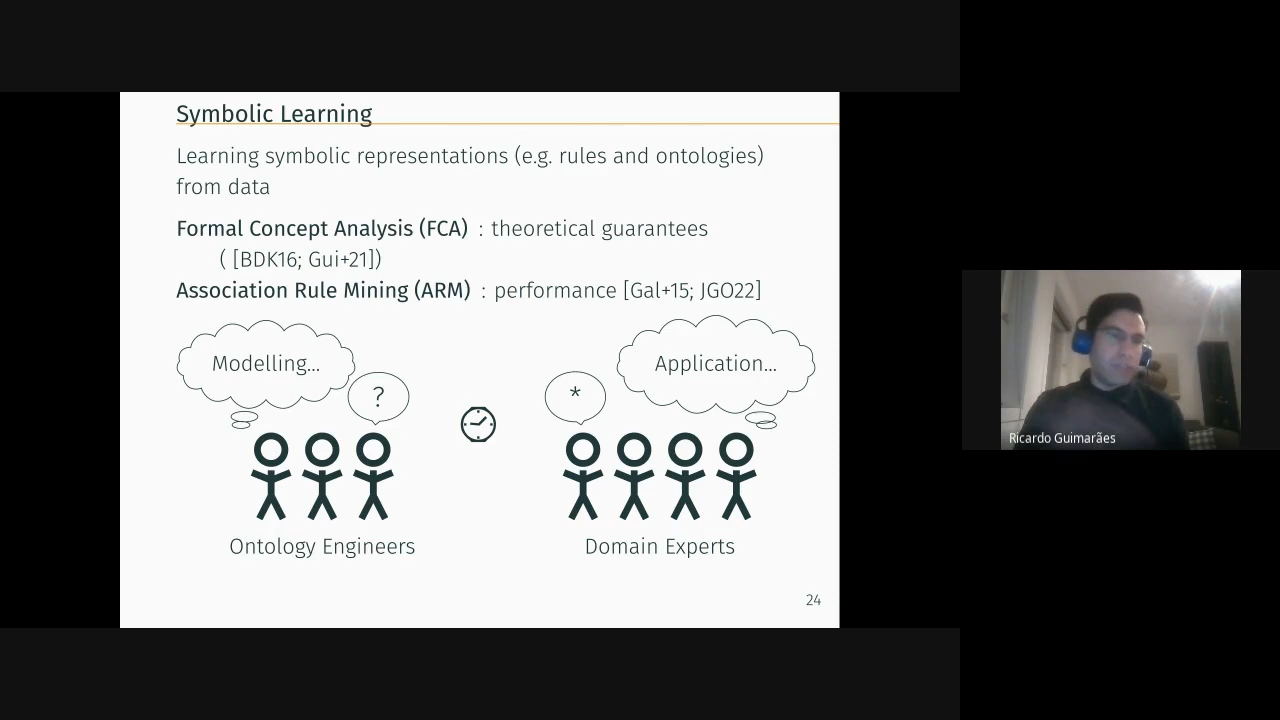 Symbolic Learning
Learning symbolic representations (e.g. rules and ontologies)
from data
Formal Concept Analysis (FCA) : theoretical guarantees
( [BDK16; Gui+21])
Association Rule Mining (ARM) : performance [Gal+15; JGO22]
Modelling...
?
*
Application...
Ontology Engineers
Domain Experts
24
Ricardo Guimarães